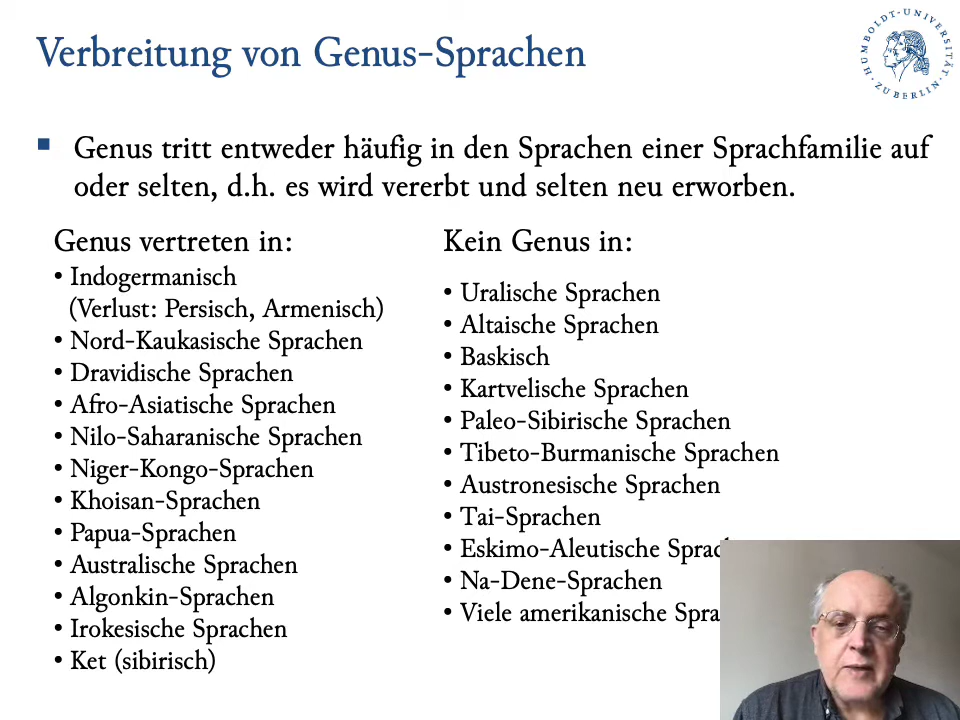 Verbreitung von Genus-Sprachen
HUMBOLDT-UNIVERSITÄT ZU BERLIN
▪ Genus tritt entweder häufig in den Sprachen einer Sprachfamilie auf
oder selten, d.h. es wird vererbt und selten neu erworben.
Genus vertreten in:
• Indogermanisch
(Verlust: Persisch, Armenisch)
• Nord-Kaukasische Sprachen
• Dravidische Sprachen
• Afro-Asiatische Sprachen
• Nilo-Saharanische Sprachen
• Niger-Kongo-Sprachen
• Khoisan-Sprachen
• Papua-Sprachen
• Australische Sprachen
• Algonkin-Sprachen
• Irokesische Sprachen
• Ket (sibirisch)
Kein Genus in:
• Uralische Sprachen
• Altaische Sprachen
• Baskisch
• Kartvelische Sprachen
• Paleo-Sibirische Sprachen
• Tibeto-Burmanische Sprachen
• Austronesische Sprachen
• Tai-Sprachen
• Eskimo-Aleutische
• Na-Dene-Sprachen
• Viele amerikanische